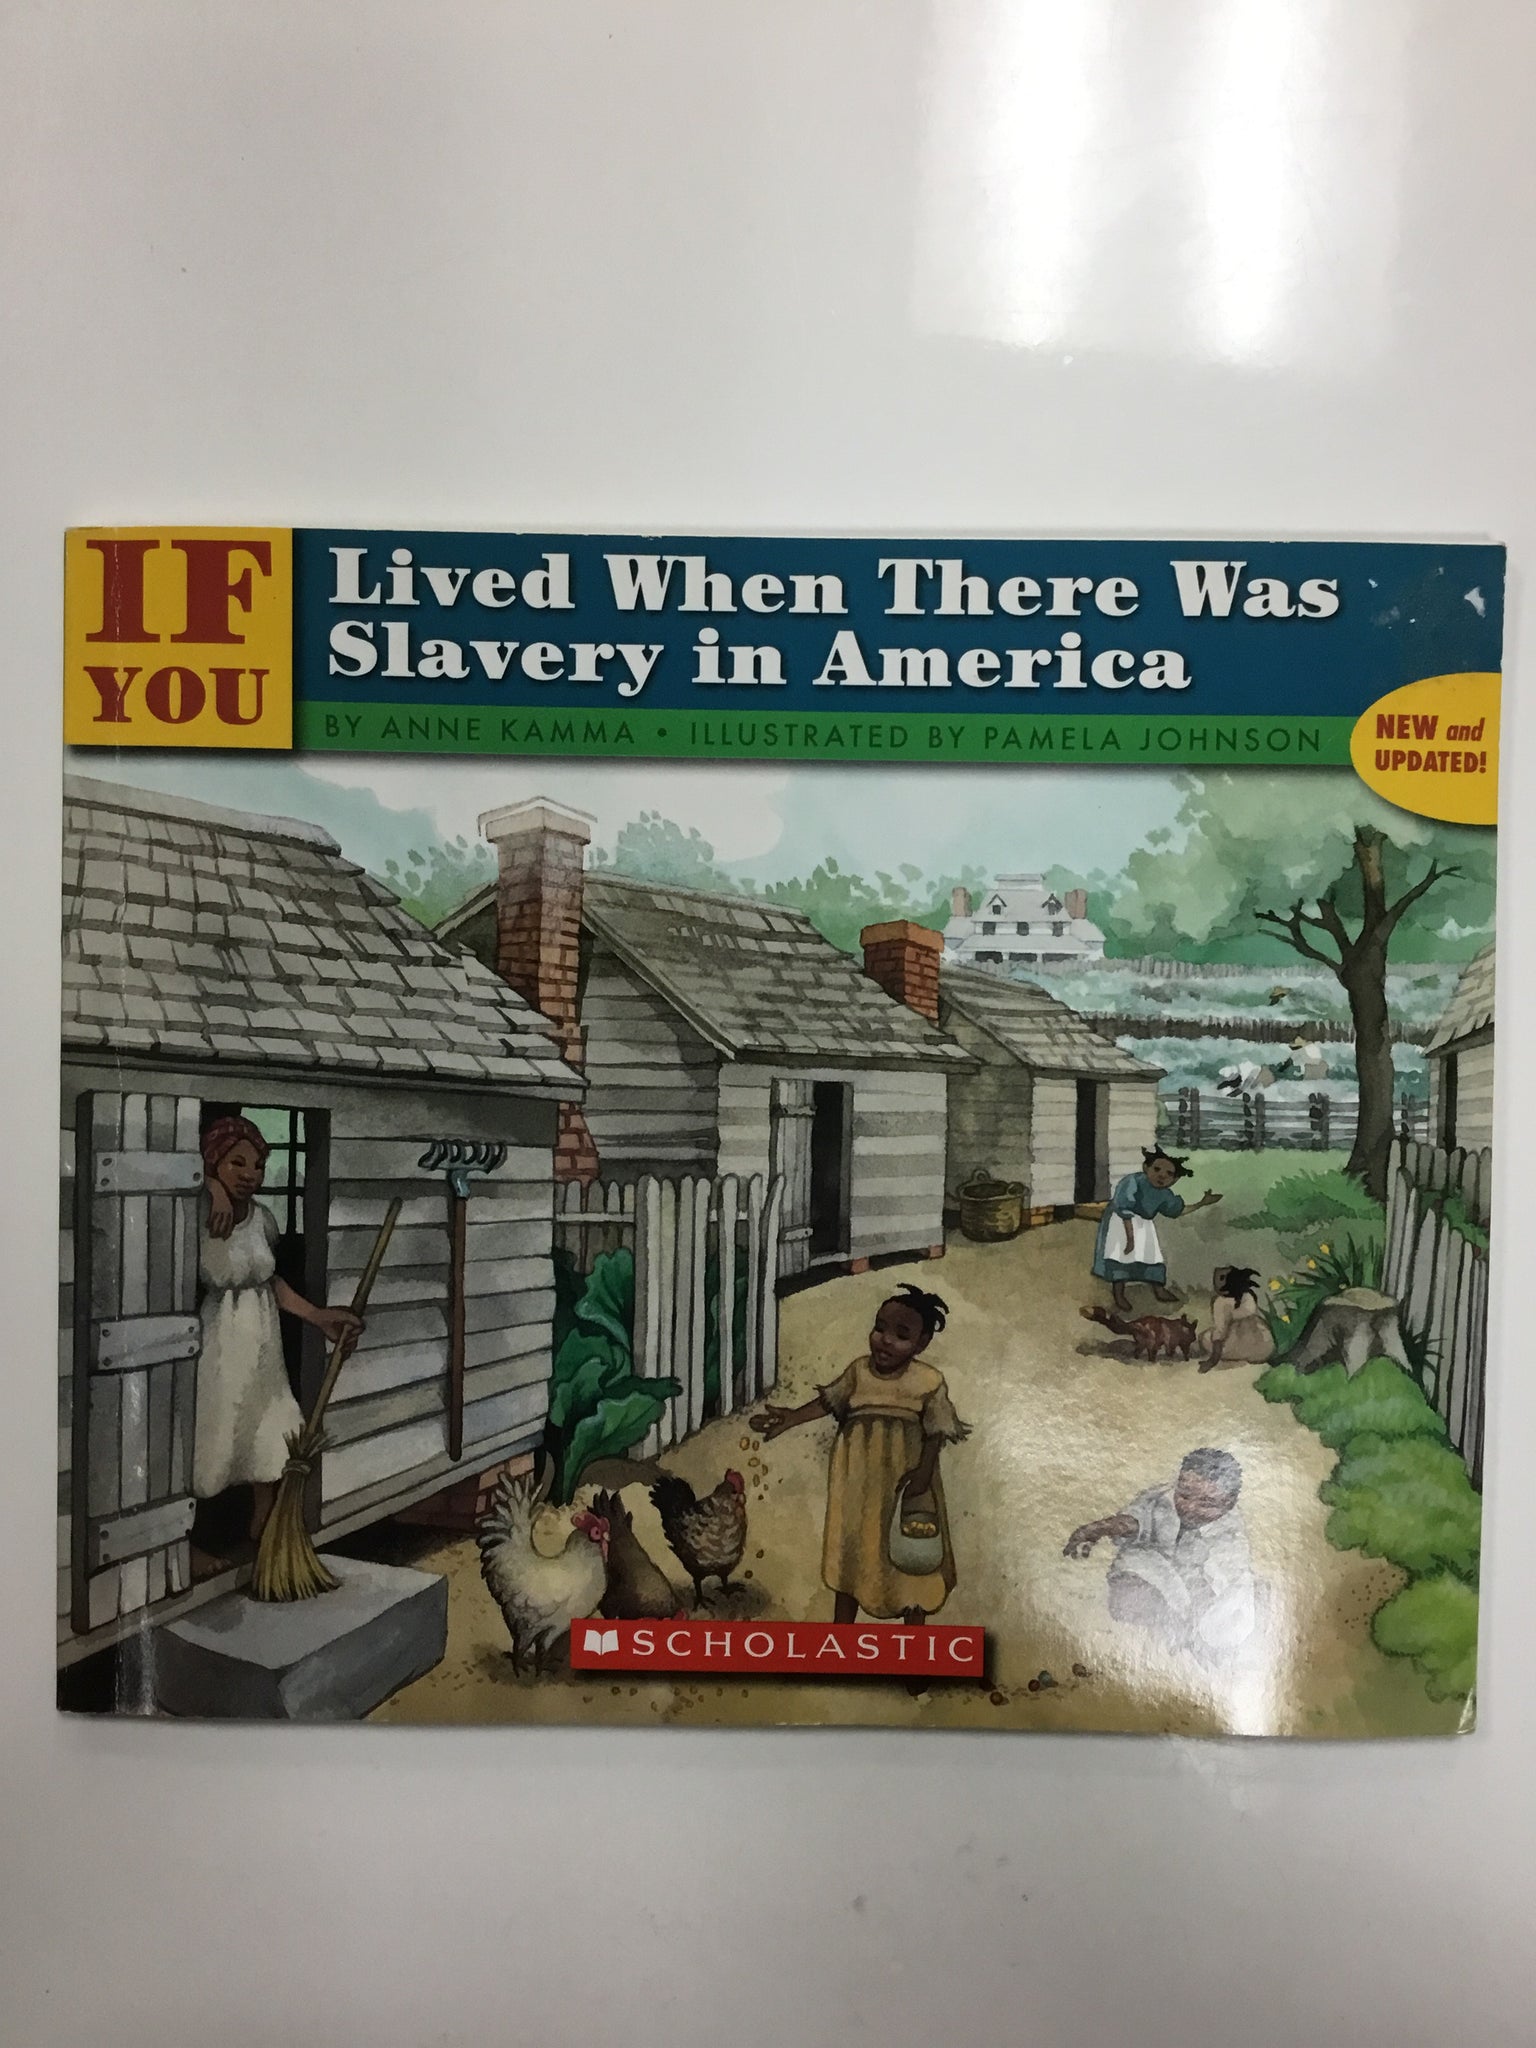 IF
YOU
Lived When There Was
Slavery in America
BY ANNE KAMMA • ILLUSTRATED BY PAMELA JOHNSON
NEW and
UPDATED!
SCHOLASTIC